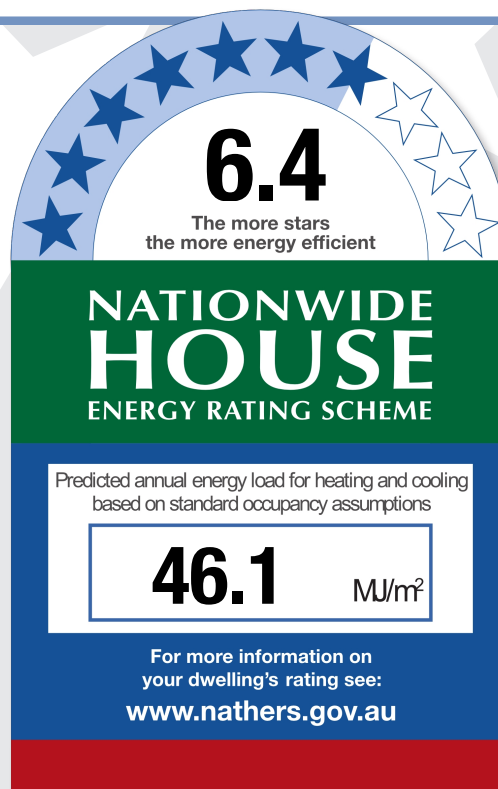 6.4
The more stars
the more energy efficient
NATIONWIDE
HOUSE
ENERGY RATING SCHEME
Predicted annual energy load for heating and cooling
based on standard occupancy assumptions
46.1 MJ/m²
For more information on
your dwelling's rating see:
www.nathers.gov.au